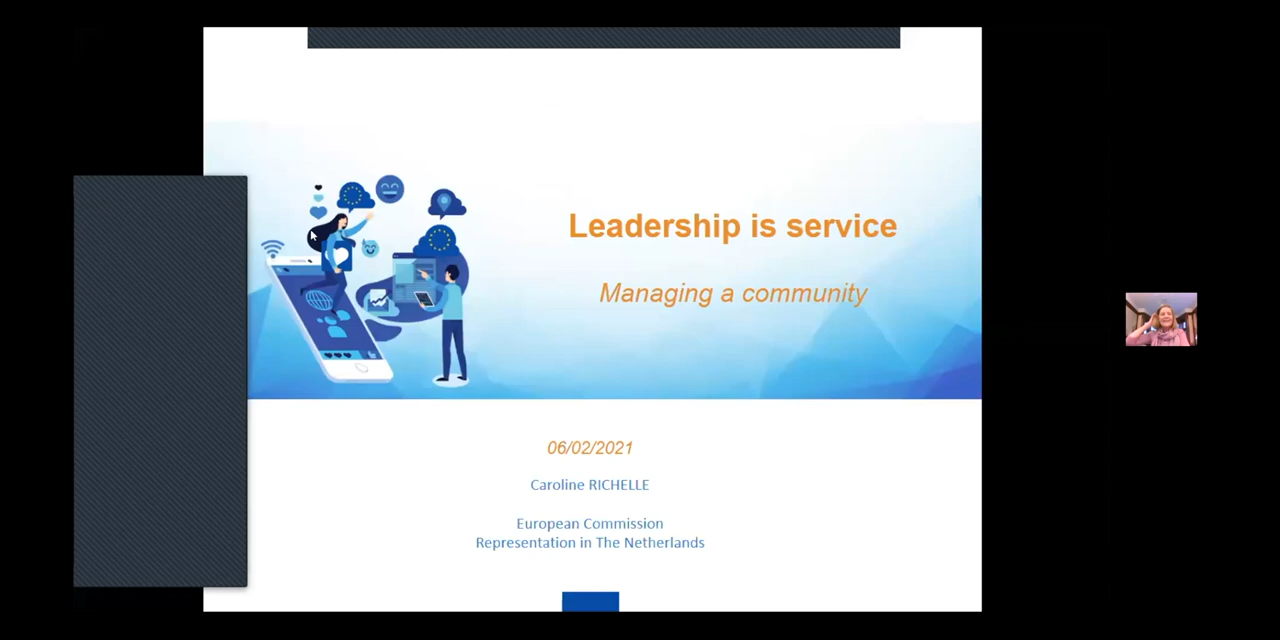 Leadership is service
Managing a community
06/02/2021
Caroline RICHELLE
European Commission
Representation in The Netherlands